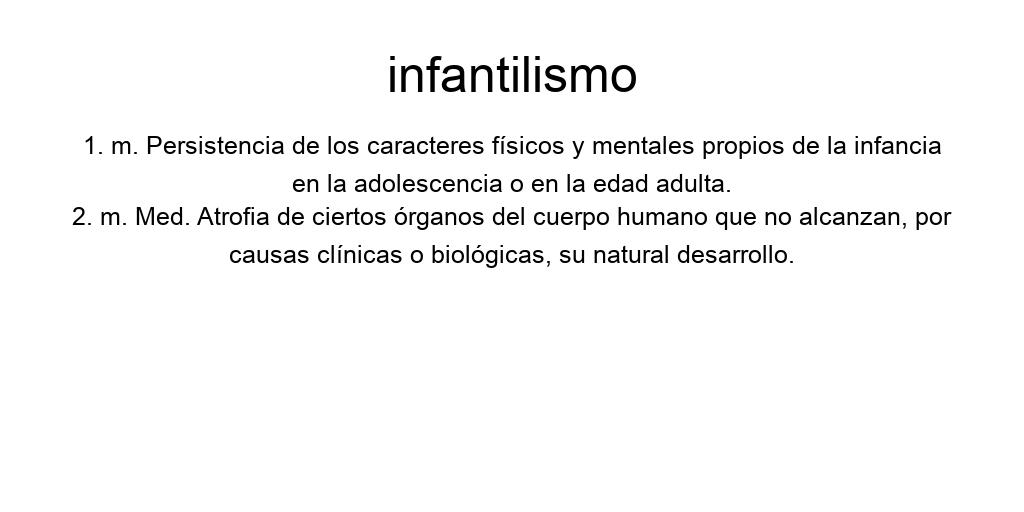 infantilismo
1. m. Persistencia de los caracteres físicos y mentales propios de la infancia
en la adolescencia o en la edad adulta.
2. m. Med. Atrofia de ciertos órganos del cuerpo humano que no alcanzan, por
causas clínicas o biológicas, su natural desarrollo.